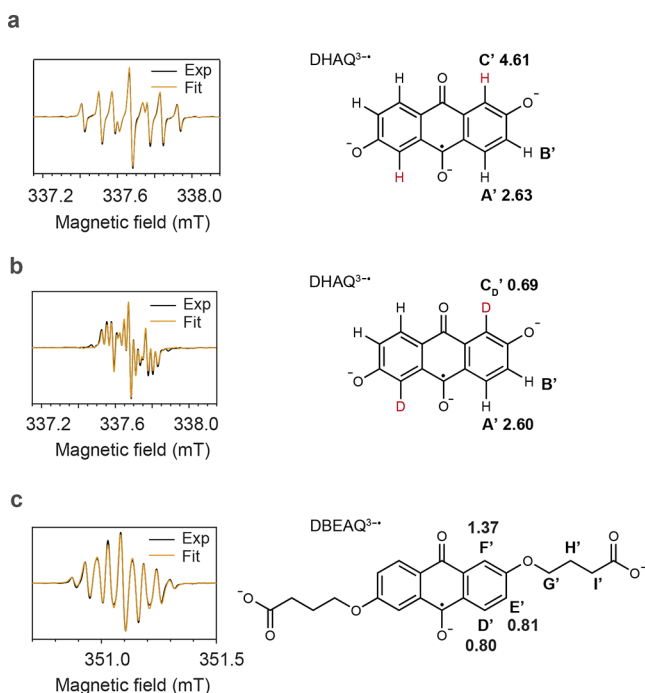 a
Exp
Fit
337.2 337.6 338.0
Magnetic field (mT)
DHAQ³⁻•
C’ 4.61
H O H
H O⁻
⁻O H B’
H O⁻ H
A’ 2.63
b
Exp
Fit
337.2 337.6 338.0
Magnetic field (mT)
DHAQ³⁻•
C_D’ 0.69
H O D
H O⁻
⁻O H B’
D O⁻ H
A’ 2.60
c
Exp
Fit
351.0 351.5
Magnetic field (mT)
DBEAQ³⁻•
1.37
O F’ H’ O
O O⁻
G’ I’
⁻O O E’
O O⁻ D’ 0.81
0.80